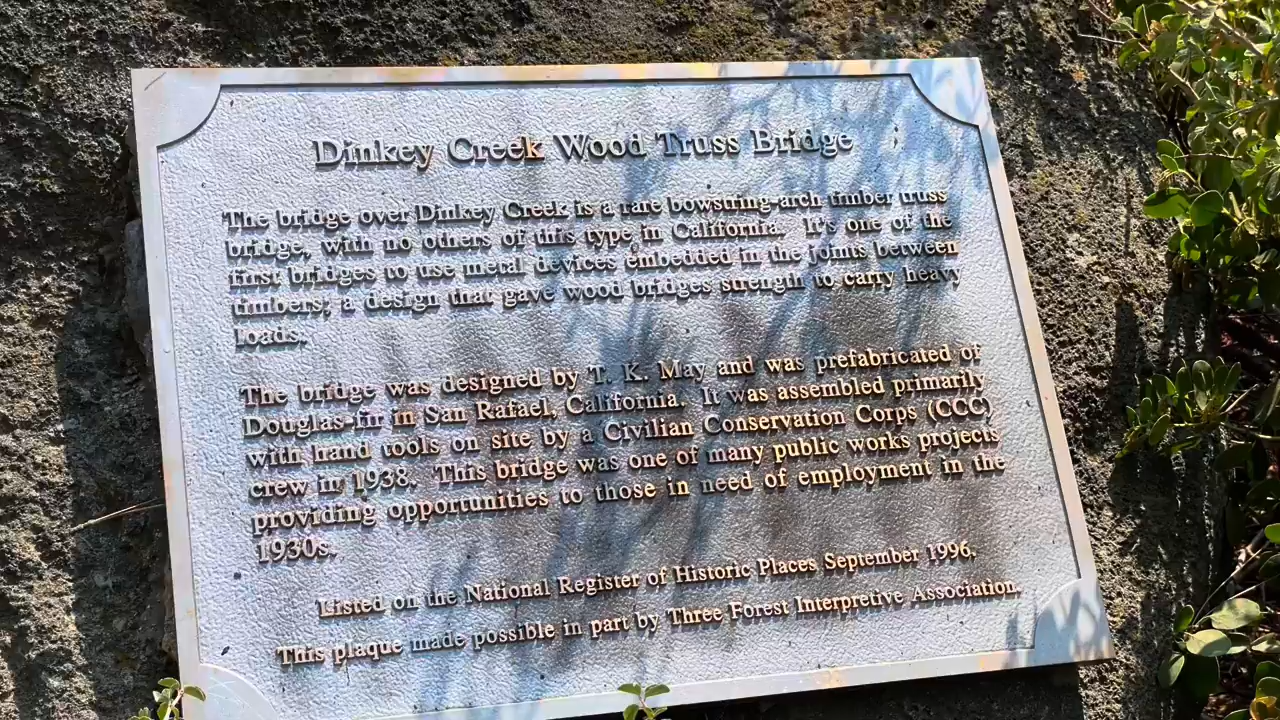 Dinkey Creek Wood Truss Bridge
The bridge over Dinkey Creek is a rare bowstring-arch timber truss
bridge, with no others of this type in California. It's one of the
first bridges to use metal devices embedded in the joints between
timbers; a design that gave wood bridges strength to carry heavy
loads.
The bridge was designed by T. K. May and was prefabricated of
Douglas-fir in San Rafael, California. It was assembled primarily
with hand tools on site by a Civilian Conservation Corps (CCC)
crew in 1938. This bridge was one of many public works projects
providing opportunities to those in need of employment in the
1930s.
Listed on the National Register of Historic Places September 1996.
This plaque made possible in part by Three Forest Interpretive Association.